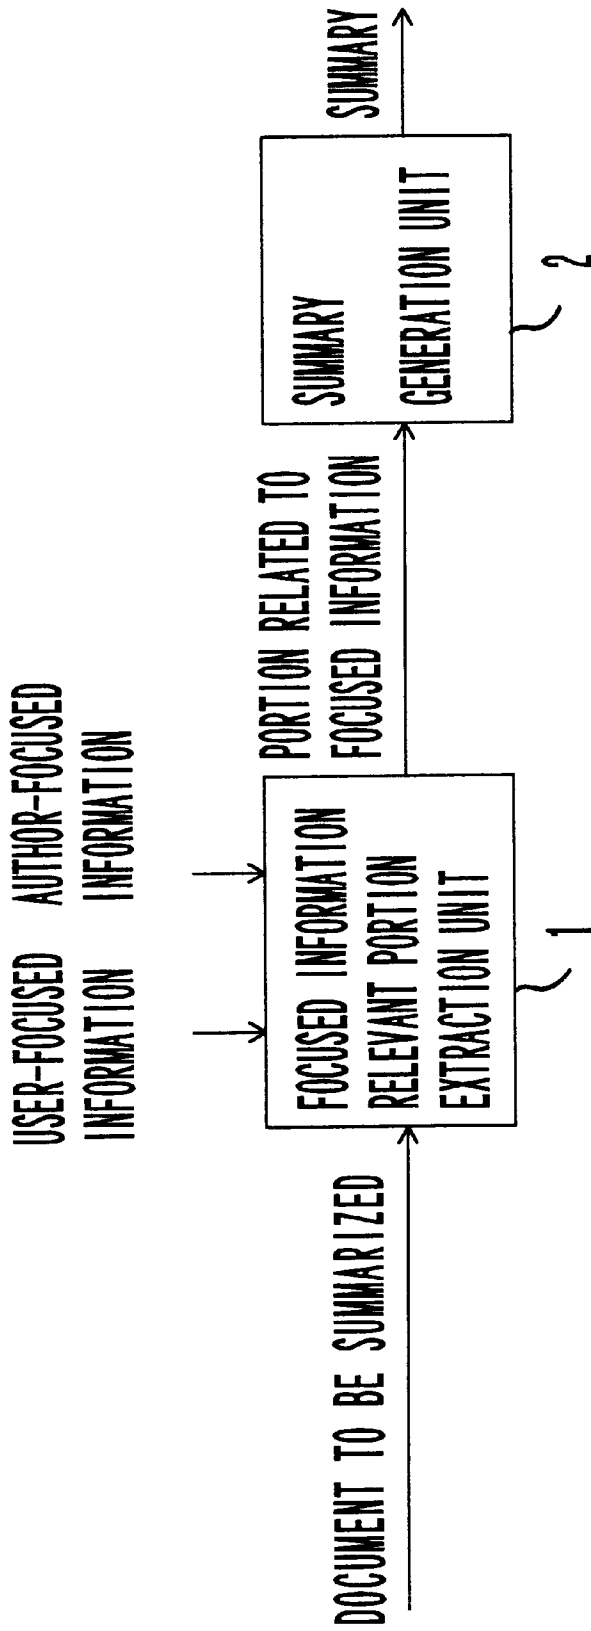 USER-FOCUSED
INFORMATION
AUTHOR-FOCUSED
INFORMATION
DOCUMENT TO BE SUMMARIZED
FOCUSED INFORMATION
RELEVANT PORTION
EXTRACTION UNIT
1
PORTION RELATED TO
FOCUSED INFORMATION
SUMMARY
GENERATION UNIT
2
SUMMARY